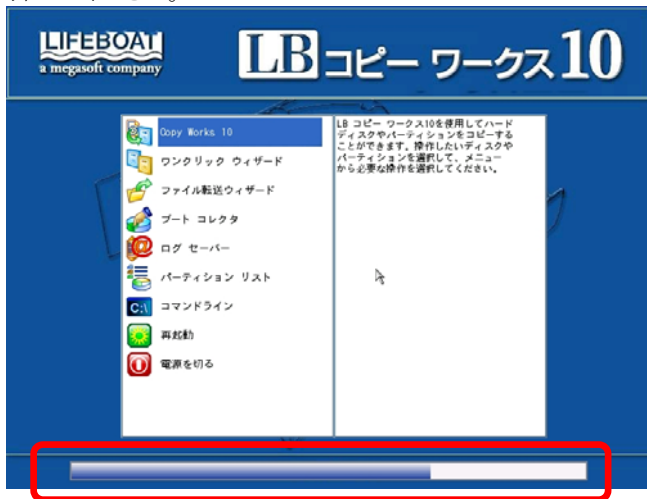 LIFEBOAT
a megasoft company
LB コピー ワークス 10
Copy Works 10
ワンクリック ウィザード
ファイル転送ウィザード
ブート コレクタ
ログ セーバー
パーティション リスト
C:\ コマンドライン
再起動
電源を切る
LB コピー ワークス10を使用してハード
ディスクやパーティションをコピーする
ことができます。操作したいディスクや
パーティションを選択して、メニュー
から必要な操作を選択してください。